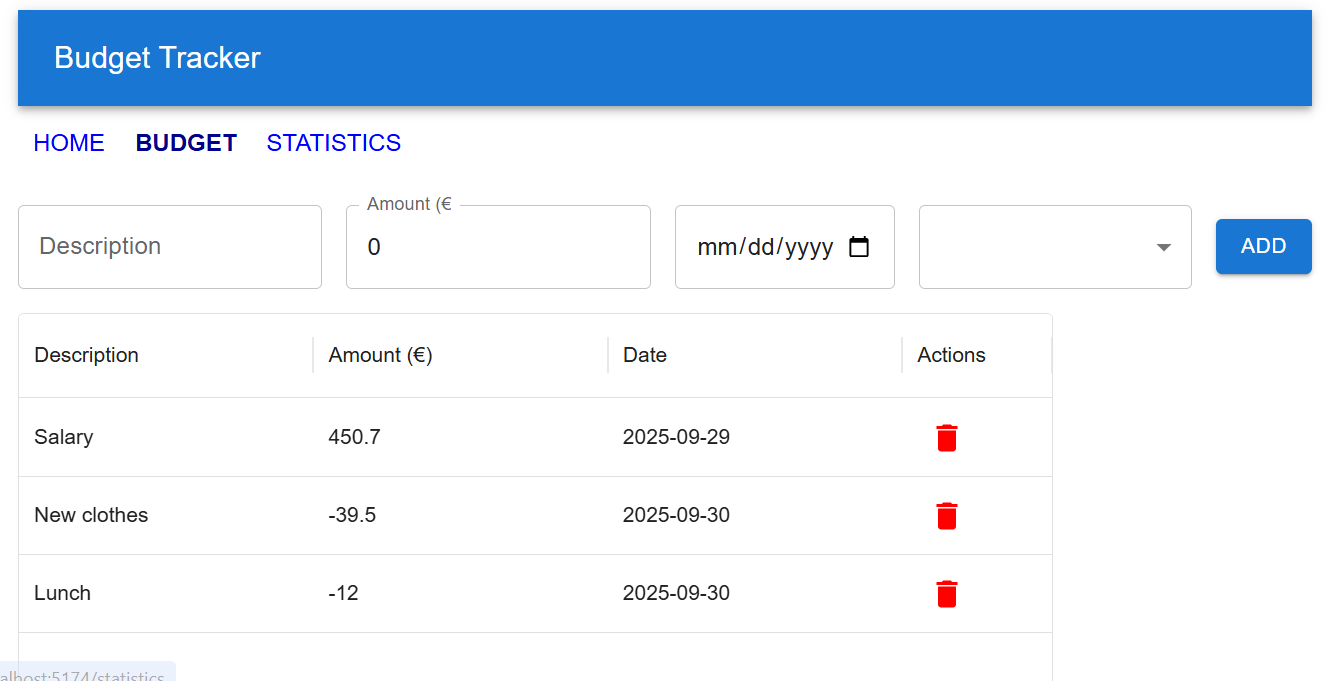 Budget Tracker
HOME BUDGET STATISTICS
Description Amount (€ 0 mm/dd/yyyy ADD
Description Amount (€) Date Actions
Salary 450.7 2025-09-29
New clothes -39.5 2025-09-30
Lunch -12 2025-09-30
alhost:5174/statistics